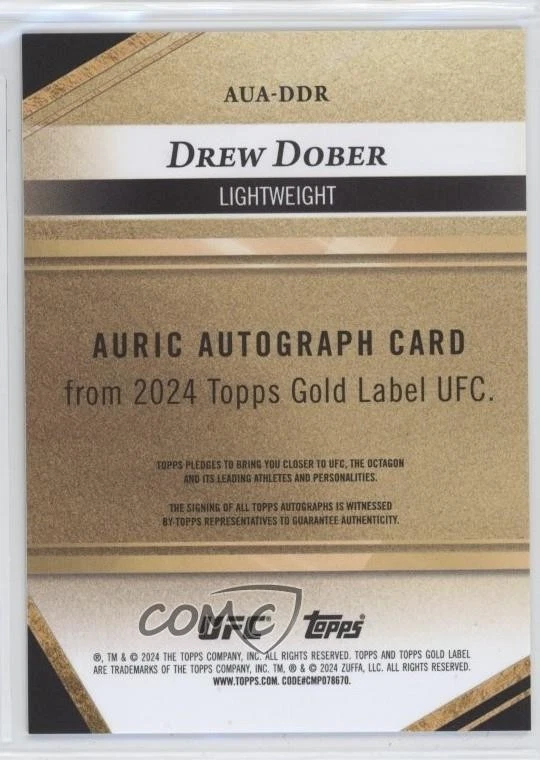 AUA-DDR
DREW DOBER
LIGHTWEIGHT
AURIC AUTOGRAPH CARD
from 2024 Topps Gold Label UFC.
TOPPS PLEDGES TO BRING YOU CLOSER TO UFC, THE OCTAGON
AND ITS LEADING ATHLETES AND PERSONALITIES.
THE SIGNING OF ALL TOPPS AUTOGRAPHS IS WITNESSED
BY TOPPS REPRESENTATIVES TO GUARANTEE AUTHENTICITY.
COMC
UFC® Topps®
®, TM & © 2024 THE TOPPS COMPANY, INC. ALL RIGHTS RESERVED. TOPPS AND TOPPS GOLD LABEL
ARE TRADEMARKS OF THE TOPPS COMPANY, INC. TM, ® & © 2024 ZUFFA, LLC. ALL RIGHTS RESERVED.
WWW.TOPPS.COM. CODE#CMP078670.